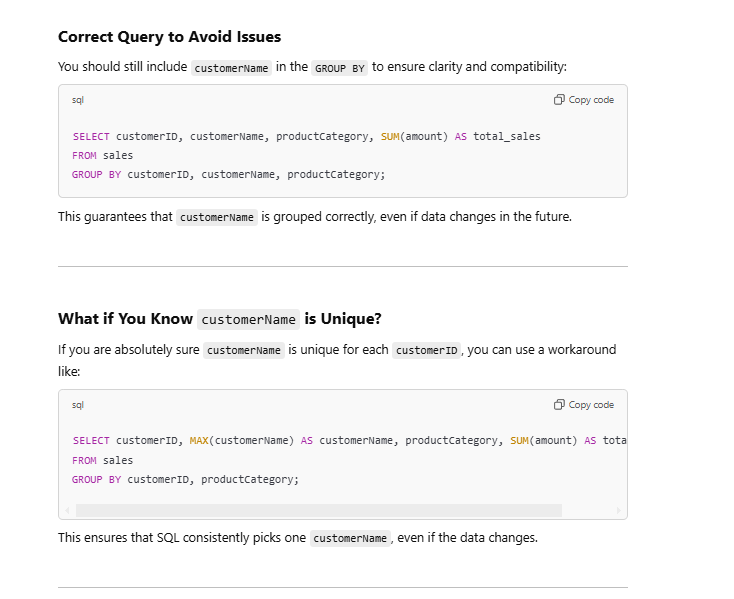 Correct Query to Avoid Issues
You should still include customerName in the GROUP BY to ensure clarity and compatibility:
sql
Copy code
SELECT customerID, customerName, productCategory, SUM(amount) AS total_sales
FROM sales
GROUP BY customerID, customerName, productCategory;
This guarantees that customerName is grouped correctly, even if data changes in the future.
What if You Know customerName is Unique?
If you are absolutely sure customerName is unique for each customerID, you can use a workaround
like:
sql
Copy code
SELECT customerID, MAX(customerName) AS customerName, productCategory, SUM(amount) AS tota
FROM sales
GROUP BY customerID, productCategory;
This ensures that SQL consistently picks one customerName, even if the data changes.